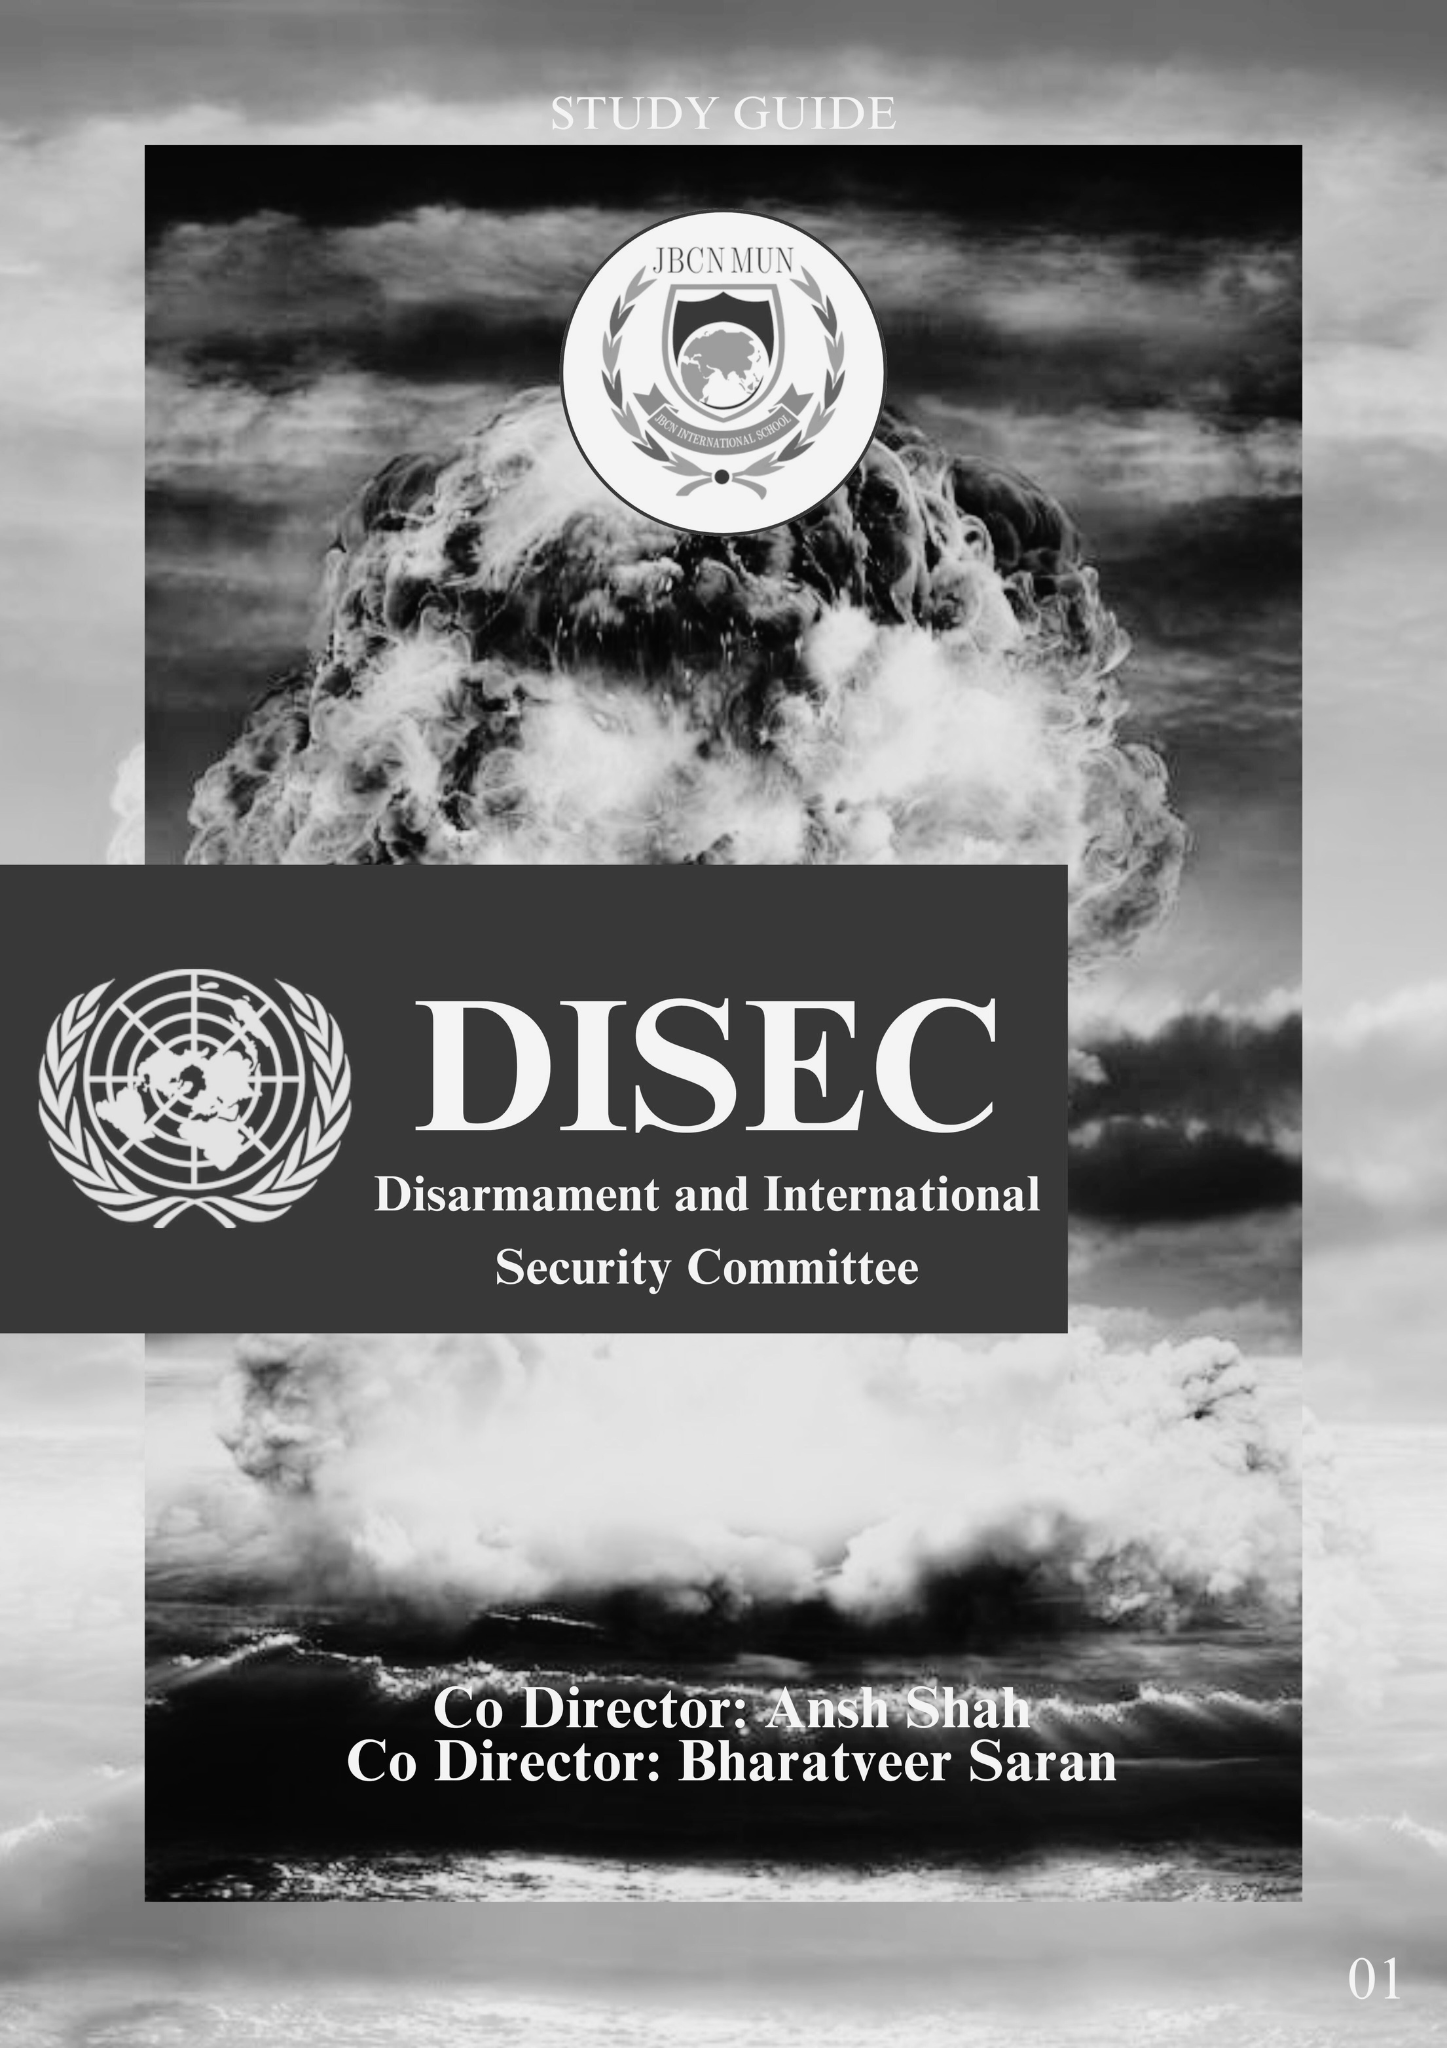 STUDY GUIDE
JBCN MUN
JBCN INTERNATIONAL SCHOOL
DISEC
Disarmament and International
Security Committee
Co Director: Ansh Shah
Co Director: Bharatveer Saran
01